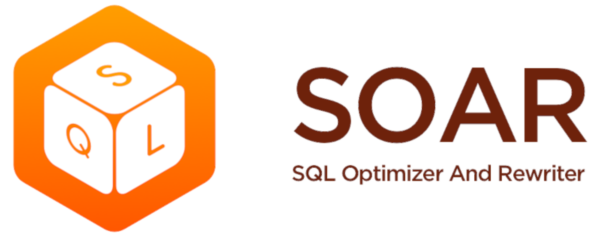 S
Q L
SOAR
SQL Optimizer And Rewriter